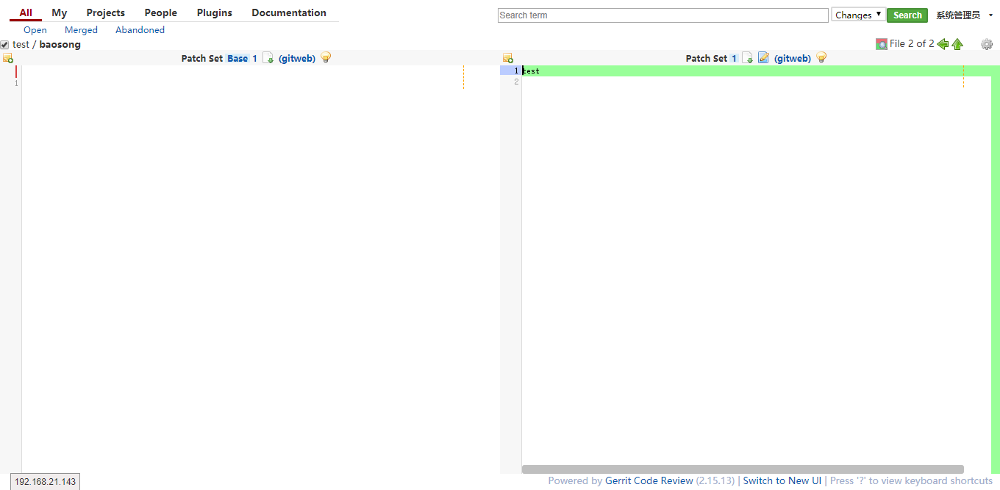 All My Projects People Plugins Documentation Search term Changes ▼ Search 系统管理员
Open Merged Abandoned
test / baosong File 2 of 2
Patch Set Base 1 (gitweb) Patch Set 1 (gitweb)
1 test
1 2
192.168.21.143 Powered by Gerrit Code Review (2.15.13) | Switch to New UI | Press '?' to view keyboard shortcuts